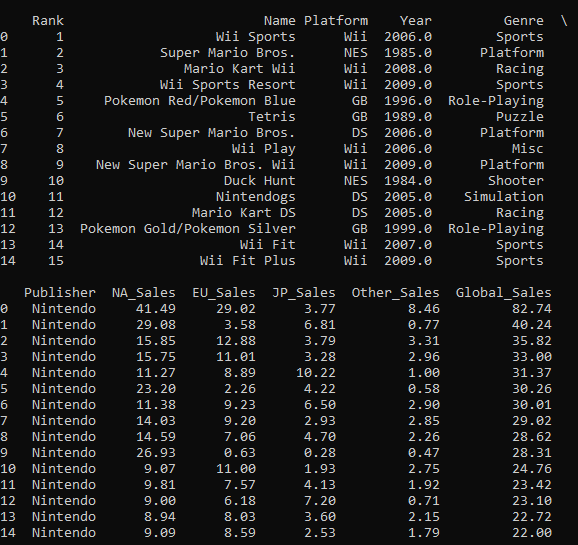 Rank Name Platform Year Genre \
0 1 Wii Sports Wii 2006.0 Sports
1 2 Super Mario Bros. NES 1985.0 Platform
2 3 Mario Kart Wii Wii 2008.0 Racing
3 4 Wii Sports Resort Wii 2009.0 Sports
4 5 Pokemon Red/Pokemon Blue GB 1996.0 Role-Playing
5 6 Tetris GB 1989.0 Puzzle
6 7 New Super Mario Bros. DS 2006.0 Platform
7 8 Wii Play Wii 2006.0 Misc
8 9 New Super Mario Bros. Wii Wii 2009.0 Platform
9 10 Duck Hunt NES 1984.0 Shooter
10 11 Nintendogs DS 2005.0 Simulation
11 12 Mario Kart DS DS 2005.0 Racing
12 13 Pokemon Gold/Pokemon Silver GB 1999.0 Role-Playing
13 14 Wii Fit Wii 2007.0 Sports
14 15 Wii Fit Plus Wii 2009.0 Sports
Publisher NA_Sales EU_Sales JP_Sales Other_Sales Global_Sales
0 Nintendo 41.49 29.02 3.77 8.46 82.74
1 Nintendo 29.08 3.58 6.81 0.77 40.24
2 Nintendo 15.85 12.88 3.79 3.31 35.82
3 Nintendo 15.75 11.01 3.28 2.96 33.00
4 Nintendo 11.27 8.89 10.22 1.00 31.37
5 Nintendo 23.20 2.26 4.22 0.58 30.26
6 Nintendo 11.38 9.23 6.50 2.90 30.01
7 Nintendo 14.03 9.20 2.93 2.85 29.02
8 Nintendo 14.59 7.06 4.70 2.26 28.62
9 Nintendo 26.93 0.63 0.28 0.47 28.31
10 Nintendo 9.07 11.00 1.93 2.75 24.76
11 Nintendo 9.81 7.57 4.13 1.92 23.42
12 Nintendo 9.00 6.18 7.20 0.71 23.10
13 Nintendo 8.94 8.03 3.60 2.15 22.72
14 Nintendo 9.09 8.59 2.53 1.79 22.00